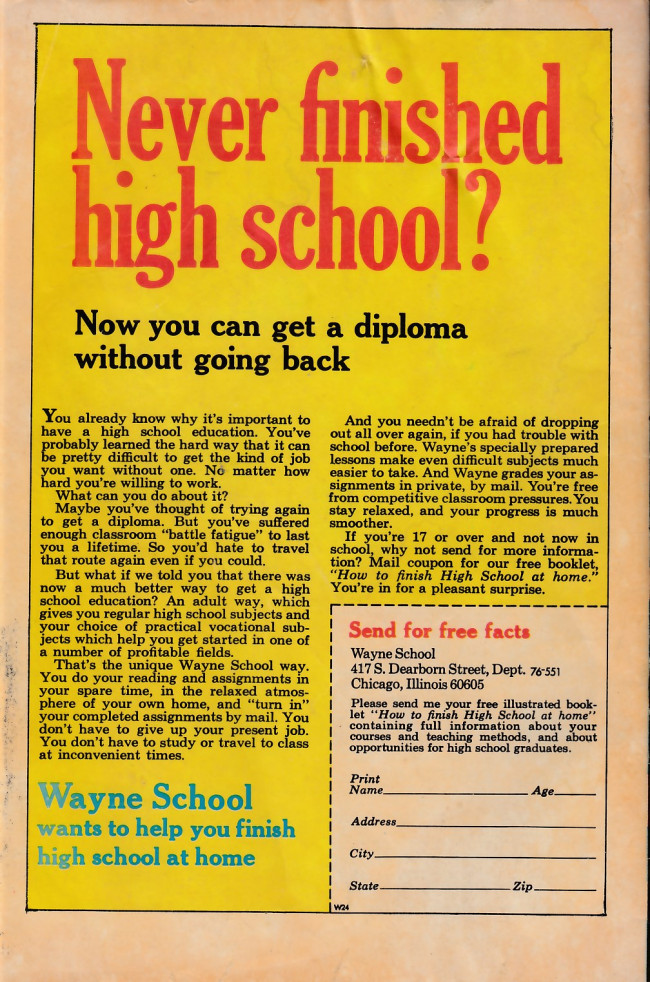 Never finished
high school?
Now you can get a diploma
without going back
You already know why it's important to
have a high school education. You've
probably learned the hard way that it can
be pretty difficult to get the kind of job
you want without one. No matter how
hard you're willing to work.
What can you do about it?
Maybe you've thought of trying again
to get a diploma. But you've suffered
enough classroom "battle fatigue" to last
you a lifetime. So you'd hate to travel
that route again even if you could.
But what if we told you that there was
now a much better way to get a high
school education? An adult way, which
gives you regular high school subjects and
your choice of practical vocational sub-
jects which help you get started in one of
a number of profitable fields.
That's the unique Wayne School way.
You do your reading and assignments in
your spare time, in the relaxed atmos-
phere of your own home, and "turn in"
your completed assignments by mail. You
don't have to give up your present job.
You don't have to study or travel to class
at inconvenient times.
Wayne School
wants to help you finish
high school at home
And you needn't be afraid of dropping
out all over again, if you had trouble with
school before. Wayne's specially prepared
lessons make even difficult subjects much
easier to take. And Wayne grades your as-
signments in private, by mail. You're free
from competitive classroom pressures. You
stay relaxed, and your progress is much
smoother.
If you're 17 or over and not now in
school, why not send for more informa-
tion? Mail coupon for our free booklet,
"How to finish High School at home."
You're in for a pleasant surprise.
Send for free facts
Wayne School
417 S. Dearborn Street, Dept. 76-551
Chicago, Illinois 60605
Please send me your free illustrated book-
let "How to finish High School at home"
containing full information about your
courses and teaching methods, and about
opportunities for high school graduates.
Print
Name Age
Address
City
State Zip
W24